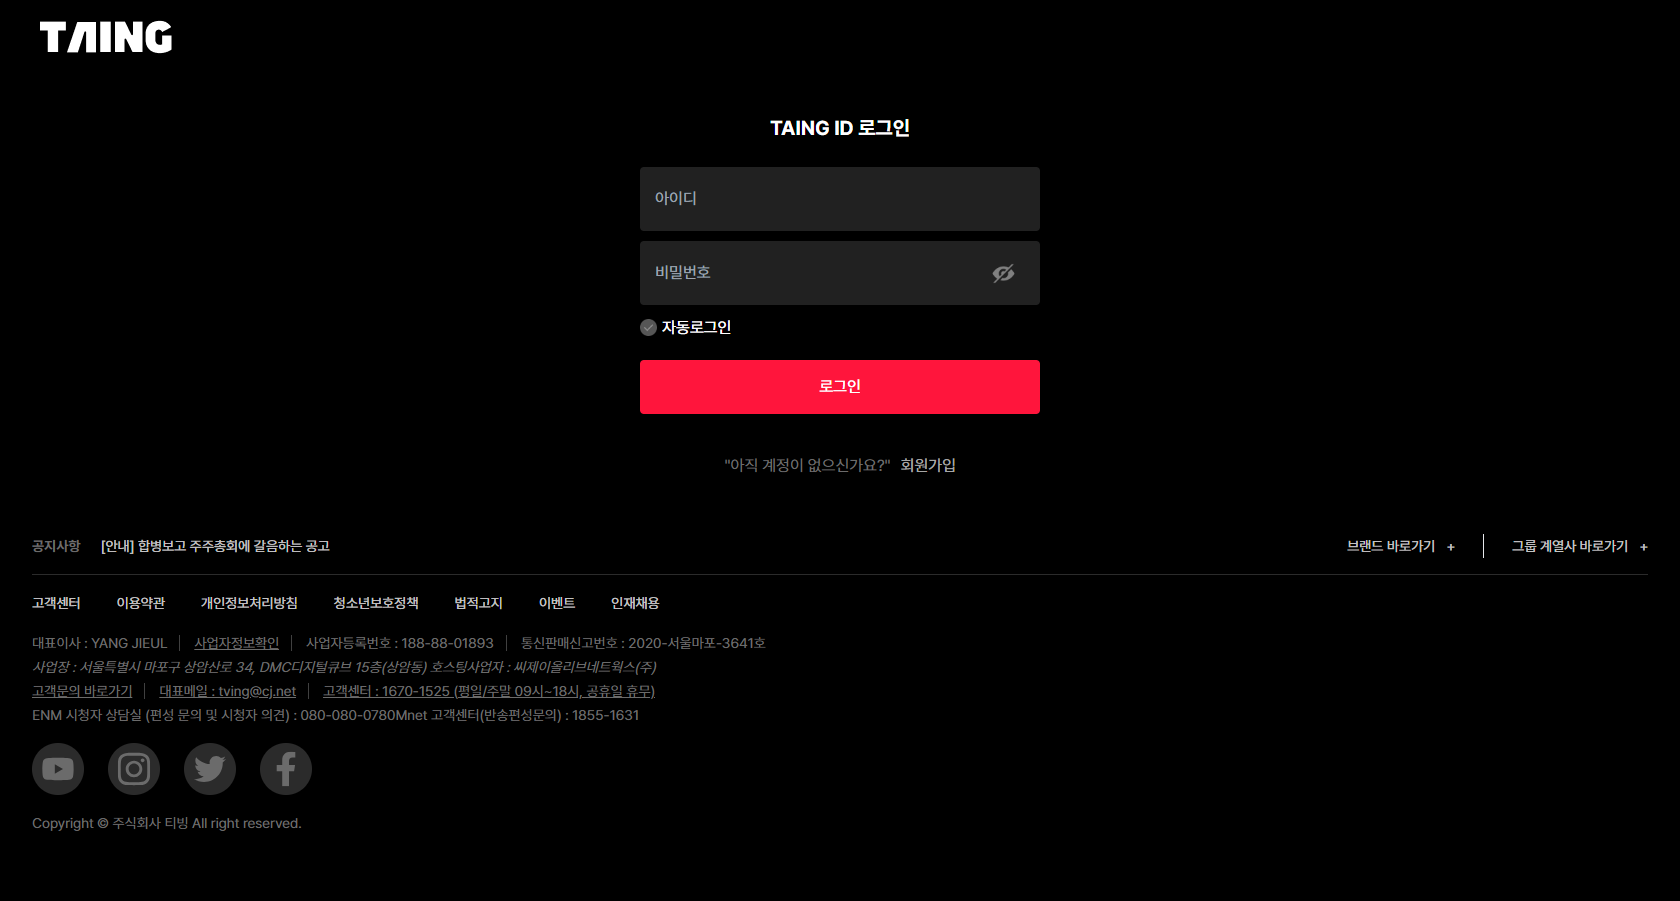 TAING
TAING ID 로그인
아이디
비밀번호
자동로그인
로그인
"아직 계정이 없으신가요?" 회원가입
공지사항 [안내] 합병보고 주주총회에 갈음하는 공고 브랜드 바로가기 + 그룹 계열사 바로가기 +
고객센터 이용약관 개인정보처리방침 청소년보호정책 법적고지 이벤트 인재채용
대표이사 : YANG JIEUL 사업자정보확인 사업자등록번호 : 188-88-01893 통신판매신고번호 : 2020-서울마포-3641호
사업장 : 서울특별시 마포구 상암산로 34, DMC디지털큐브 15층(상암동) 호스팅사업자 : 씨제이올리브네트웍스(주)
고객문의 바로가기 대표메일 : tving@cj.net 고객센터 : 1670-1525 (평일/주말 09시~18시, 공휴일 휴무)
ENM 시청자 상담실 (편성 문의 및 시청자 의견) : 080-080-0780Mnet 고객센터(반송편성문의) : 1855-1631
Copyright © 주식회사 티빙 All right reserved.